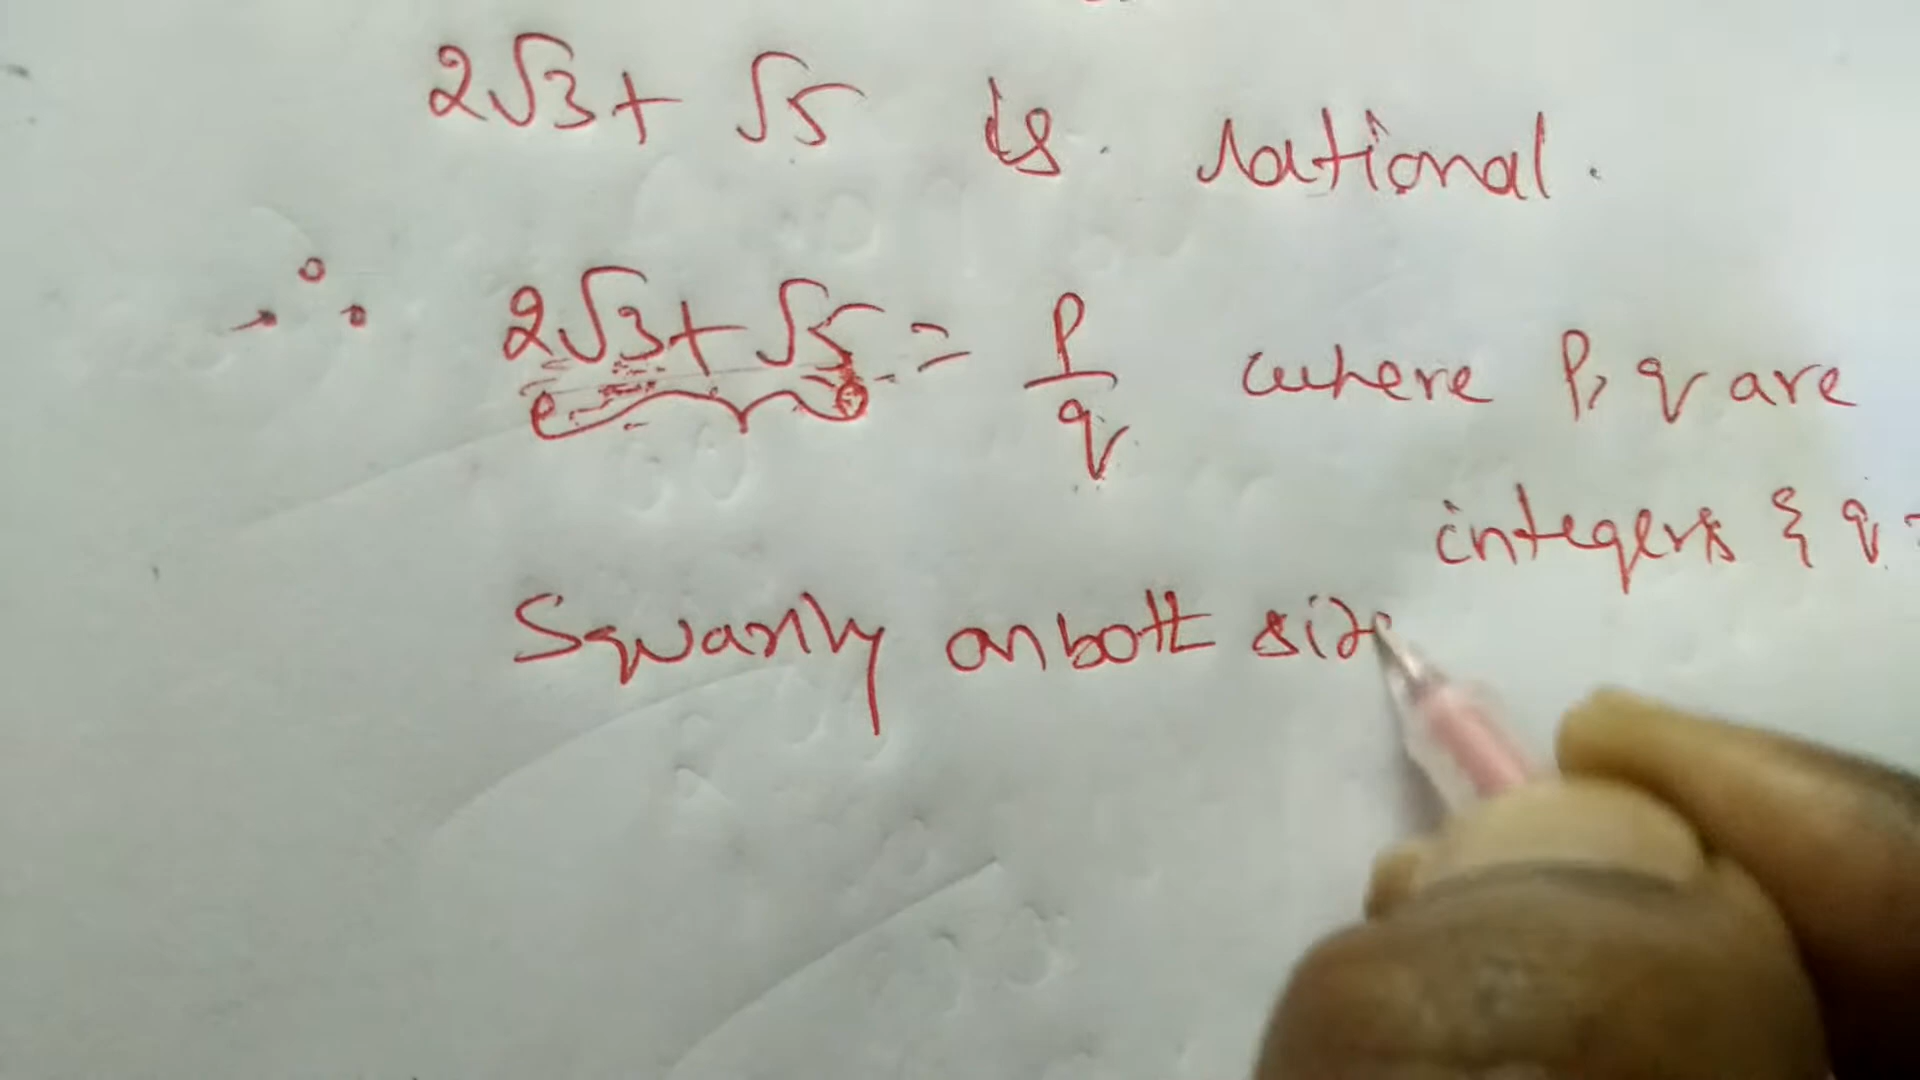 2√3 + √5 is rational.
∴ 2√3 + √5 = p/q where p, q are
integers & q
Squaring on both side